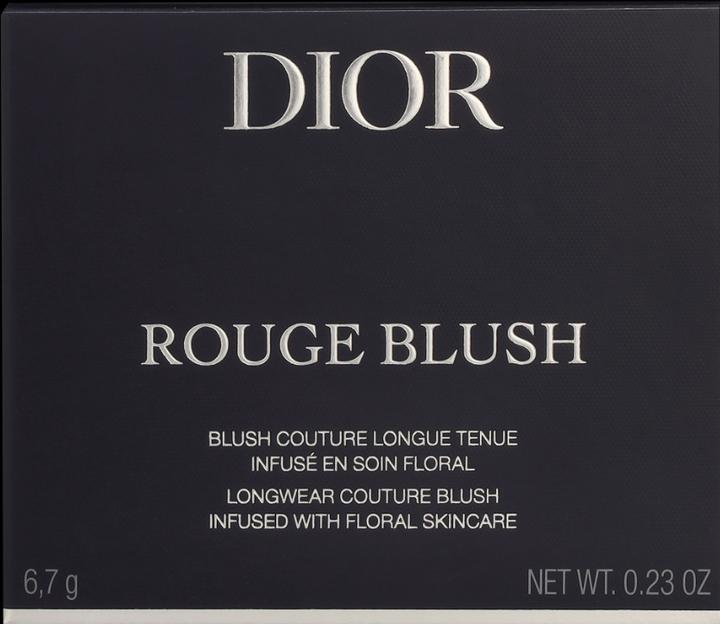 DIOR
ROUGE BLUSH
BLUSH COUTURE LONGUE TENUE
INFUSÉ EN SOIN FLORAL
LONGWEAR COUTURE BLUSH
INFUSED WITH FLORAL SKINCARE
6,7 g NET WT. 0.23 OZ